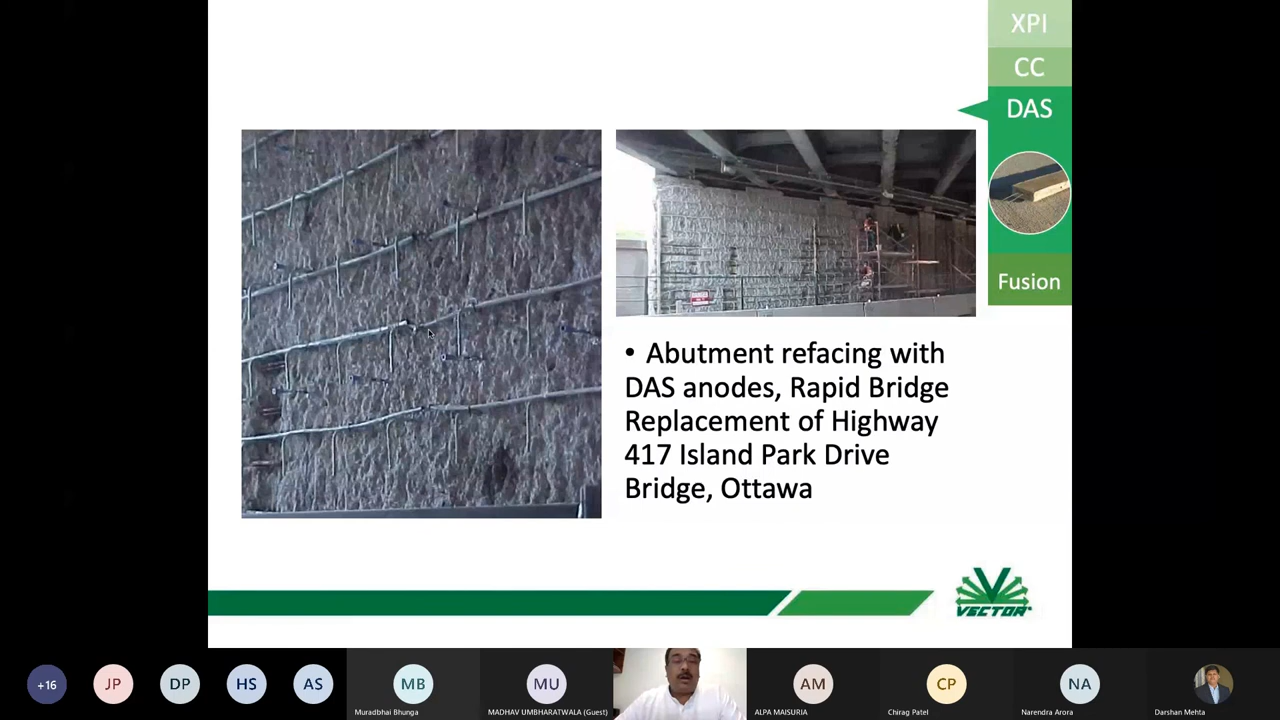 XPI
CC
DAS
Fusion
• Abutment refacing with
DAS anodes, Rapid Bridge
Replacement of Highway
417 Island Park Drive
Bridge, Ottawa
DANGER
VECTOR
+16
JP
DP
HS
AS
MB
MU
AM
CP
NA
Muradbhai Bhunga
MADHAV UMBHARATWALA (Guest)
ALPA MAISURIA
Chirag Patel
Narendra Arora
Darshan Mehta